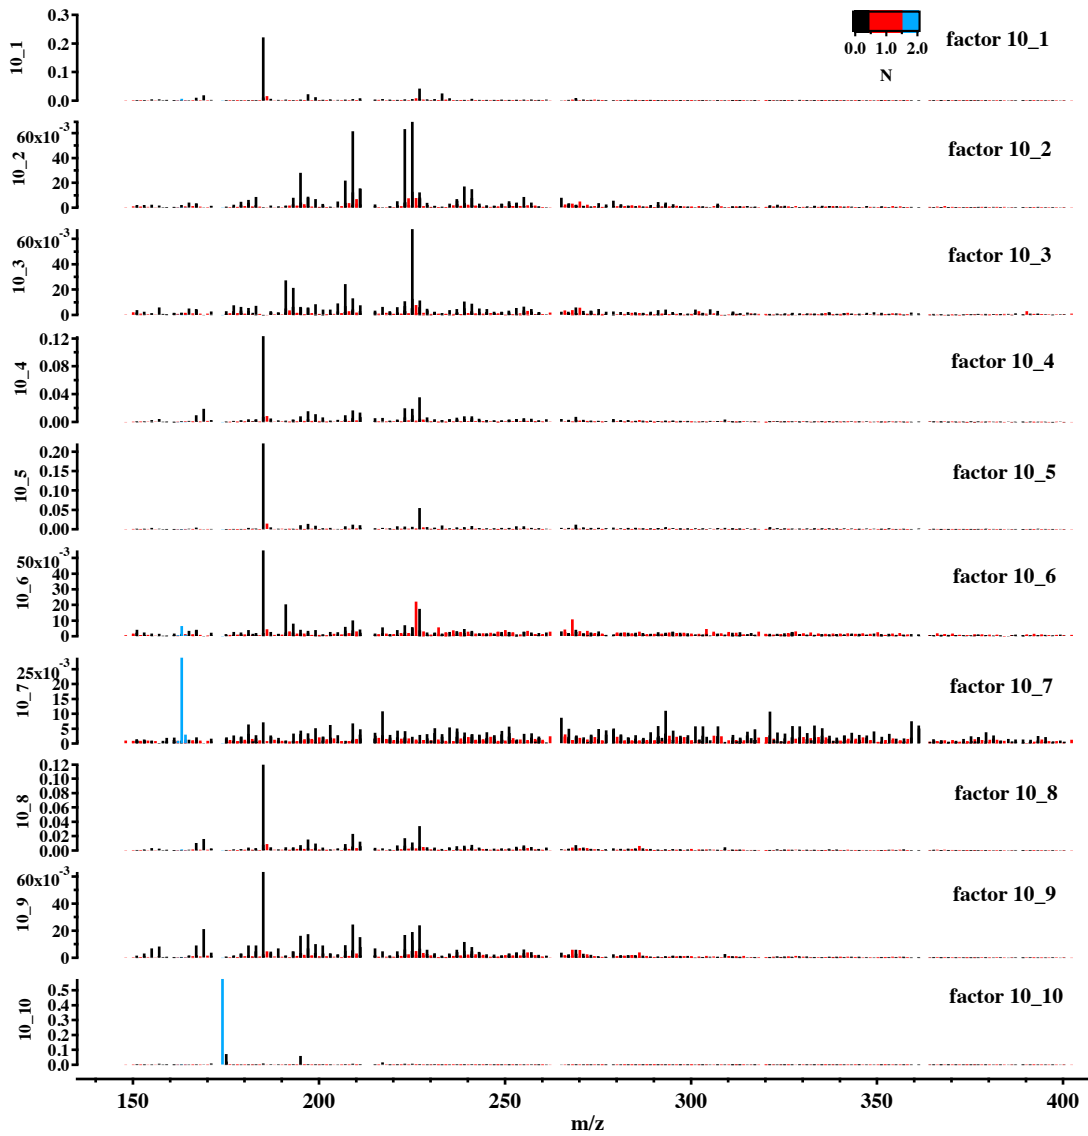 0.3
0.2
0.1
0.0
10_1
factor 10_1
0.0 1.0 2.0
N
60x10-3
40
20
0
10_2
factor 10_2
60x10-3
40
20
0
10_3
factor 10_3
0.12
0.08
0.04
0.00
10_4
factor 10_4
0.20
0.15
0.10
0.05
0.00
10_5
factor 10_5
50x10-3
40
30
20
10
0
10_6
factor 10_6
25x10-3
20
15
10
5
0
10_7
factor 10_7
0.12
0.10
0.08
0.06
0.04
0.02
0.00
10_8
factor 10_8
60x10-3
40
20
0
10_9
factor 10_9
0.5
0.4
0.3
0.2
0.1
0.0
10_10
factor 10_10
150 200 250 300 350 400
m/z